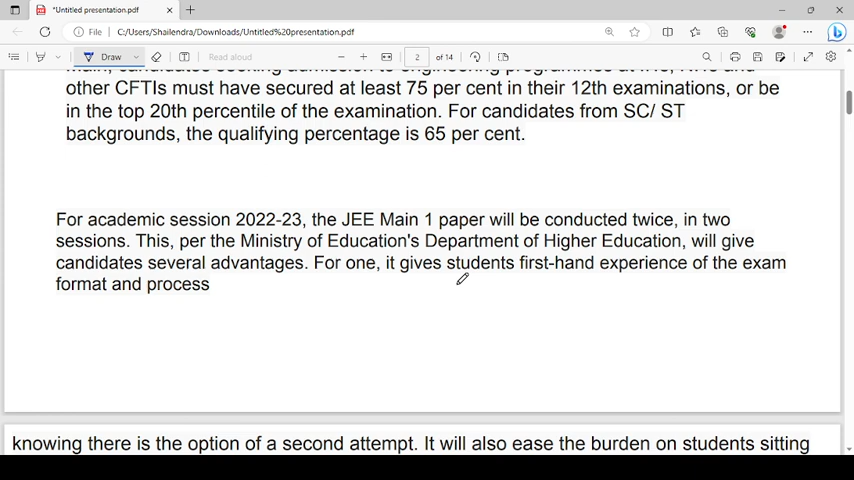 *Untitled presentation.pdf
File
C:/Users/Shailendra/Downloads/Untitled%20presentation.pdf
Draw
Read aloud
2
of 14
other CFTIs must have secured at least 75 per cent in their 12th examinations, or be
in the top 20th percentile of the examination. For candidates from SC/ ST
backgrounds, the qualifying percentage is 65 per cent.
For academic session 2022-23, the JEE Main 1 paper will be conducted twice, in two
sessions. This, per the Ministry of Education's Department of Higher Education, will give
candidates several advantages. For one, it gives students first-hand experience of the exam
format and process
knowing there is the option of a second attempt. It will also ease the burden on students sitting